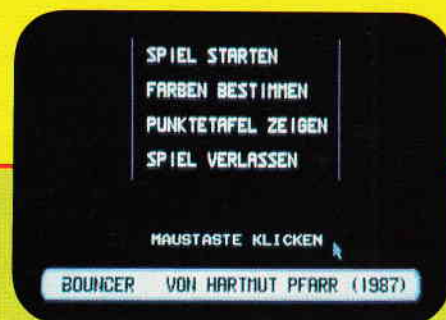 SPIEL STARTEN
FARBEN BESTIMMEN
PUNKTETAFEL ZEIGEN
SPIEL VERLASSEN
MAUSTASTE KLICKEN
BOUNCER VON HARTMUT PFARR (1987)